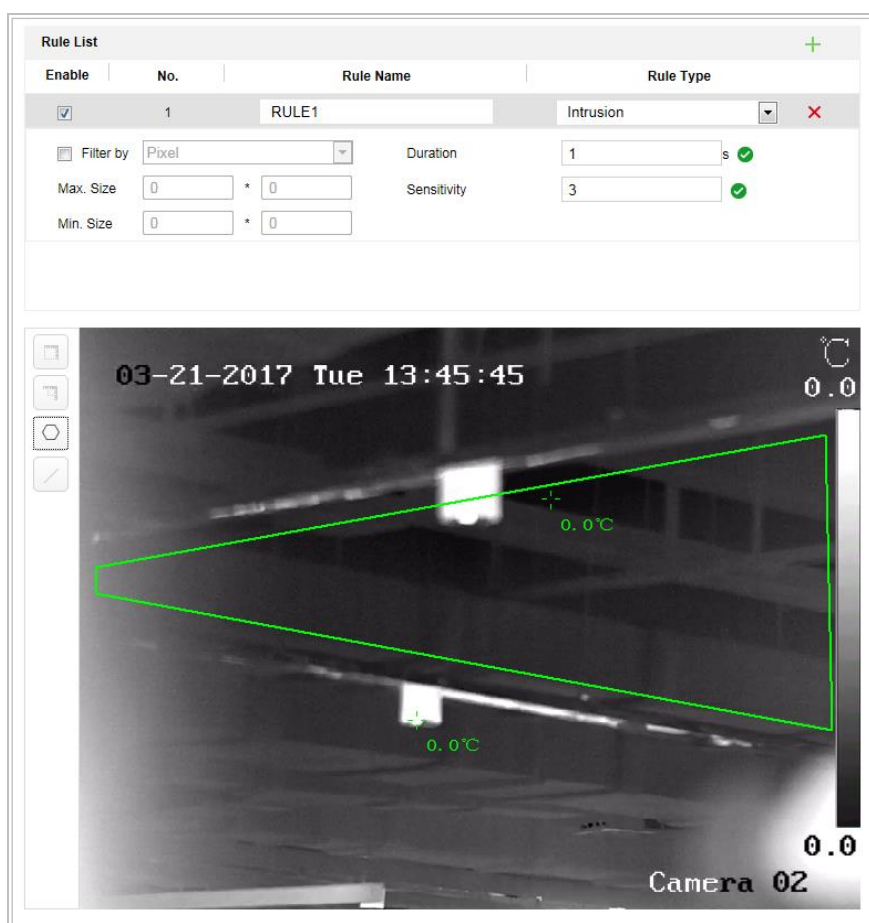 Rule List
Enable No. Rule Name Rule Type
1 RULE1 Intrusion
Filter by Pixel Duration 1 s
Max. Size 0 * 0 Sensitivity 3
Min. Size 0 * 0
03-21-2017 Tue 13:45:45
℃
0.0
0.0℃
0.0℃
0.0
Camera 02